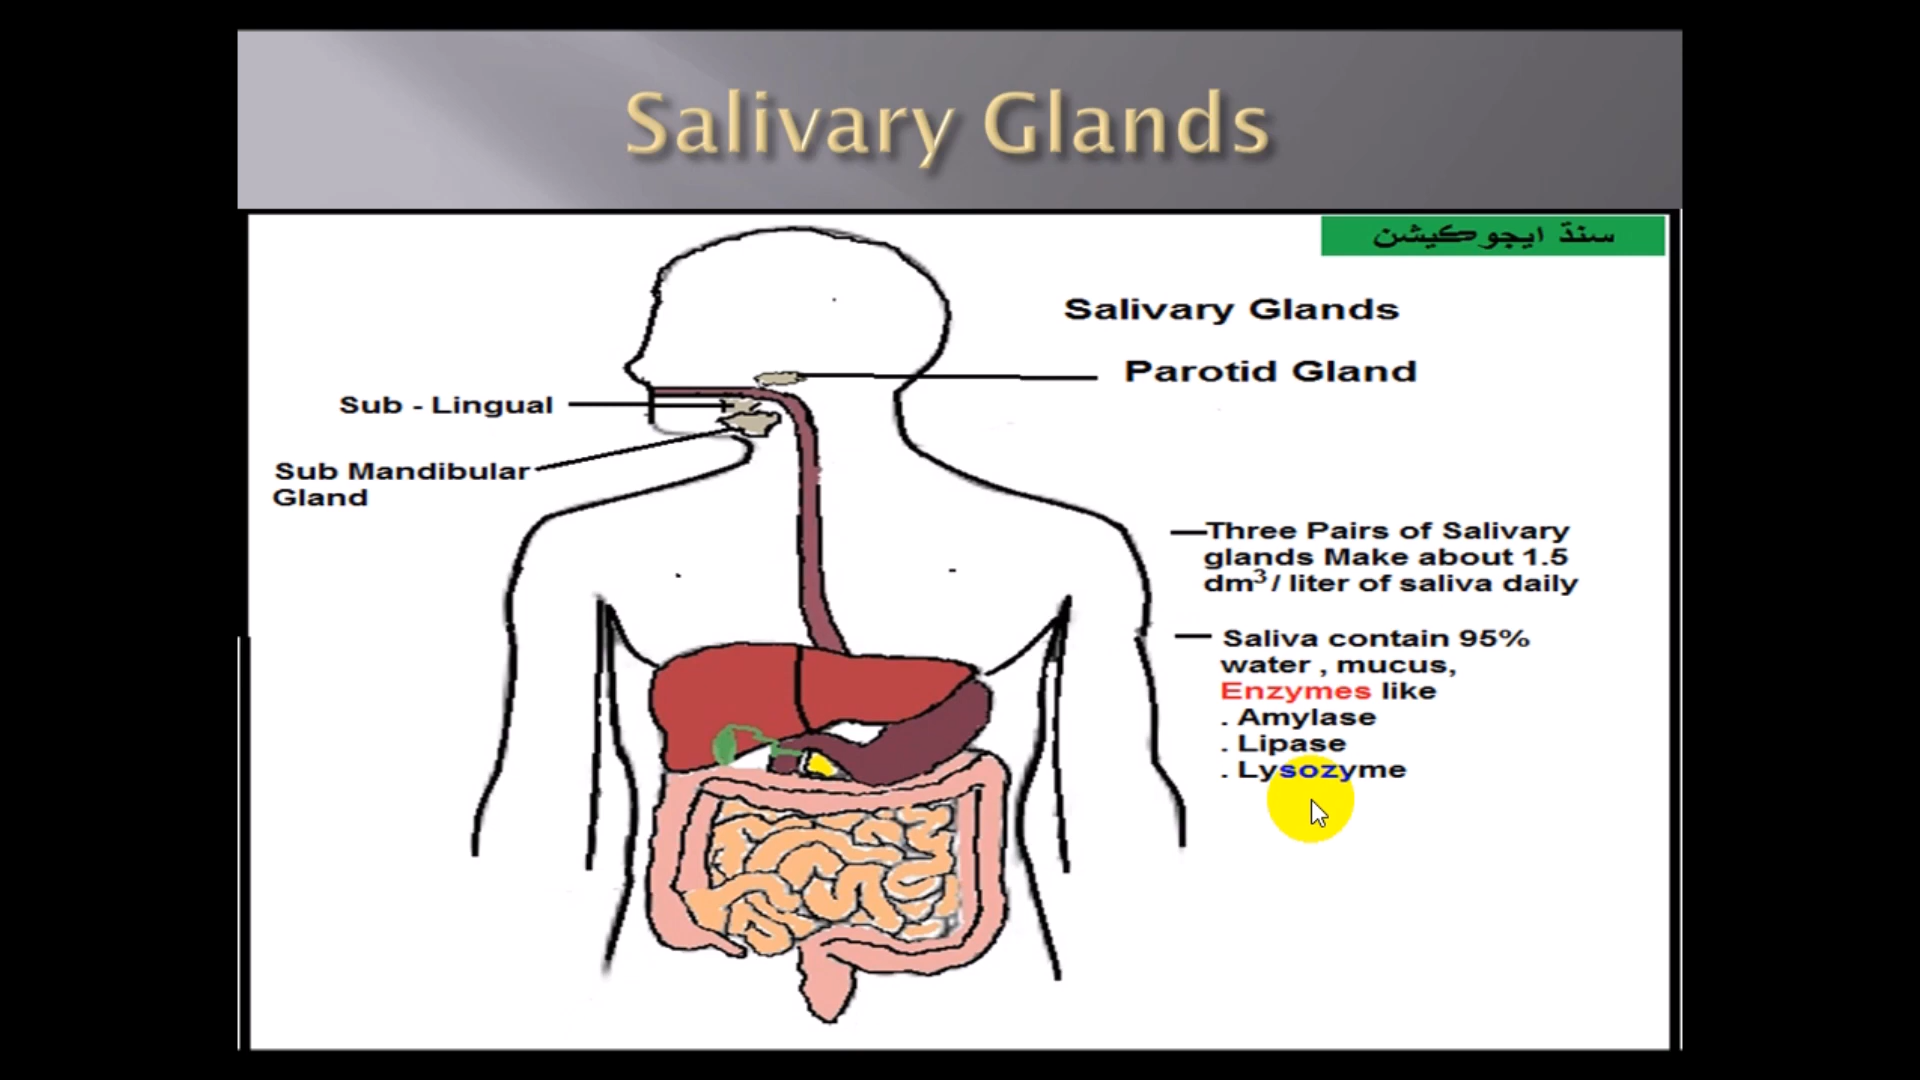 Salivary Glands
سنڌ ايجوڪيشن
Salivary Glands
Parotid Gland
Sub - Lingual
Sub Mandibular
Gland
Three Pairs of Salivary
glands Make about 1.5
dm³/ liter of saliva daily
Saliva contain 95%
water , mucus,
Enzymes like
. Amylase
. Lipase
. Lysozyme